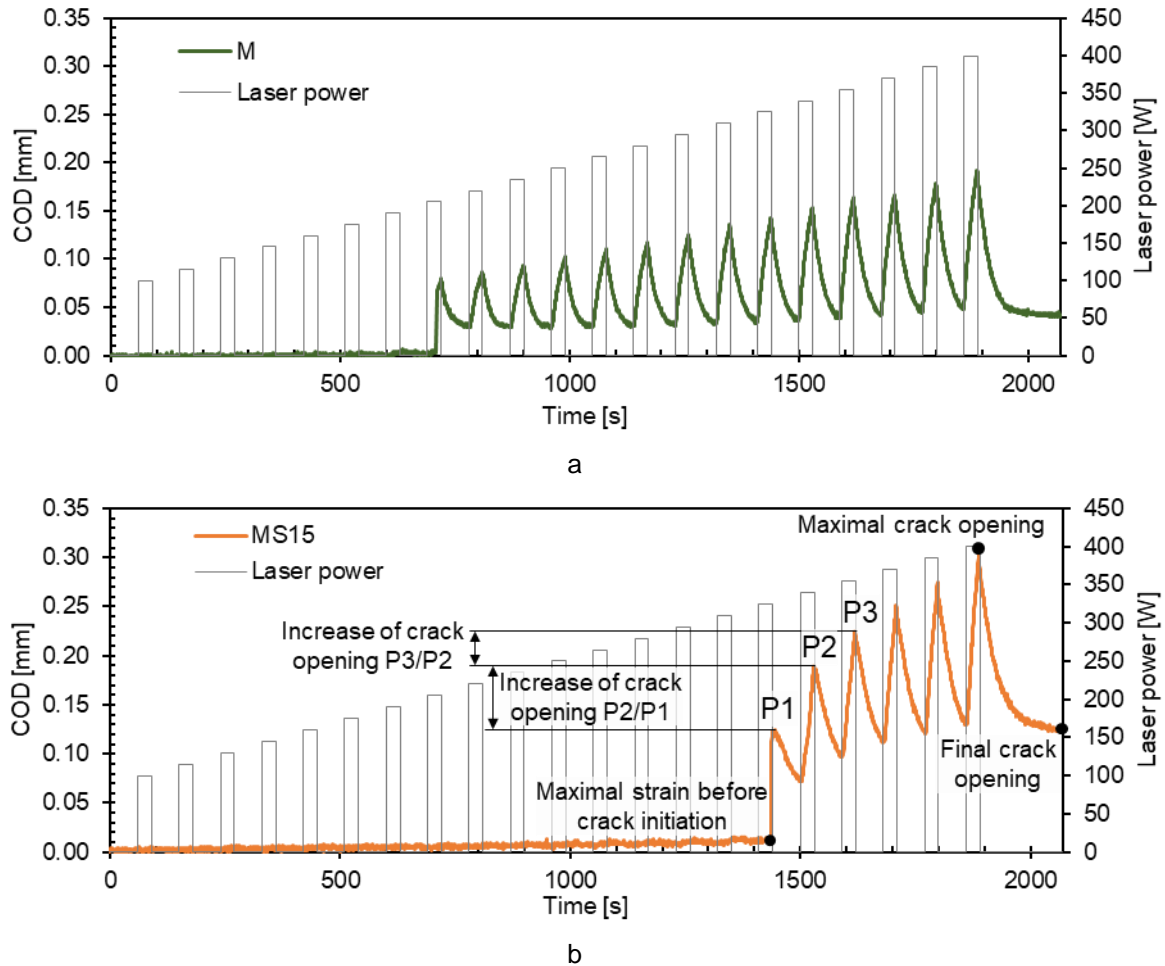 0.35
0.30
0.25
0.20
0.15
0.10
0.05
0.00
COD [mm]
M
Laser power
450
400
350
300
250
200
150
100
50
0
Laser power [W]
0 500 1000 1500 2000
Time [s]
a
0.35
0.30
0.25
0.20
0.15
0.10
0.05
0.00
COD [mm]
MS15
Laser power
Maximal crack opening
Increase of crack
opening P3/P2
Increase of crack
opening P2/P1
P1
P2
P3
Maximal strain before
crack initiation
Final crack
opening
450
400
350
300
250
200
150
100
50
0
Laser power [W]
0 500 1000 1500 2000
Time [s]
b